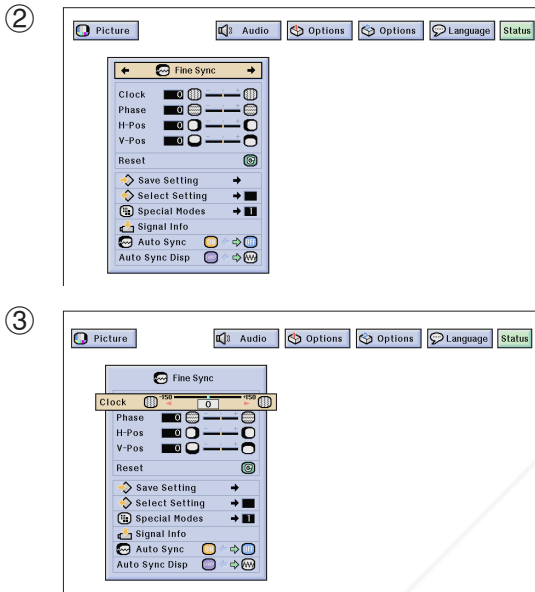 ②
Picture Audio Options Options Language Status
Fine Sync
Clock 0
Phase 0
H-Pos 0
V-Pos 0
Reset
Save Setting
Select Setting
Special Modes 1
Signal Info
Auto Sync
Auto Sync Disp
③
Picture Audio Options Options Language Status
Fine Sync
Clock -150 0 +150
Phase 0
H-Pos 0
V-Pos 0
Reset
Save Setting
Select Setting
Special Modes 1
Signal Info
Auto Sync
Auto Sync Disp